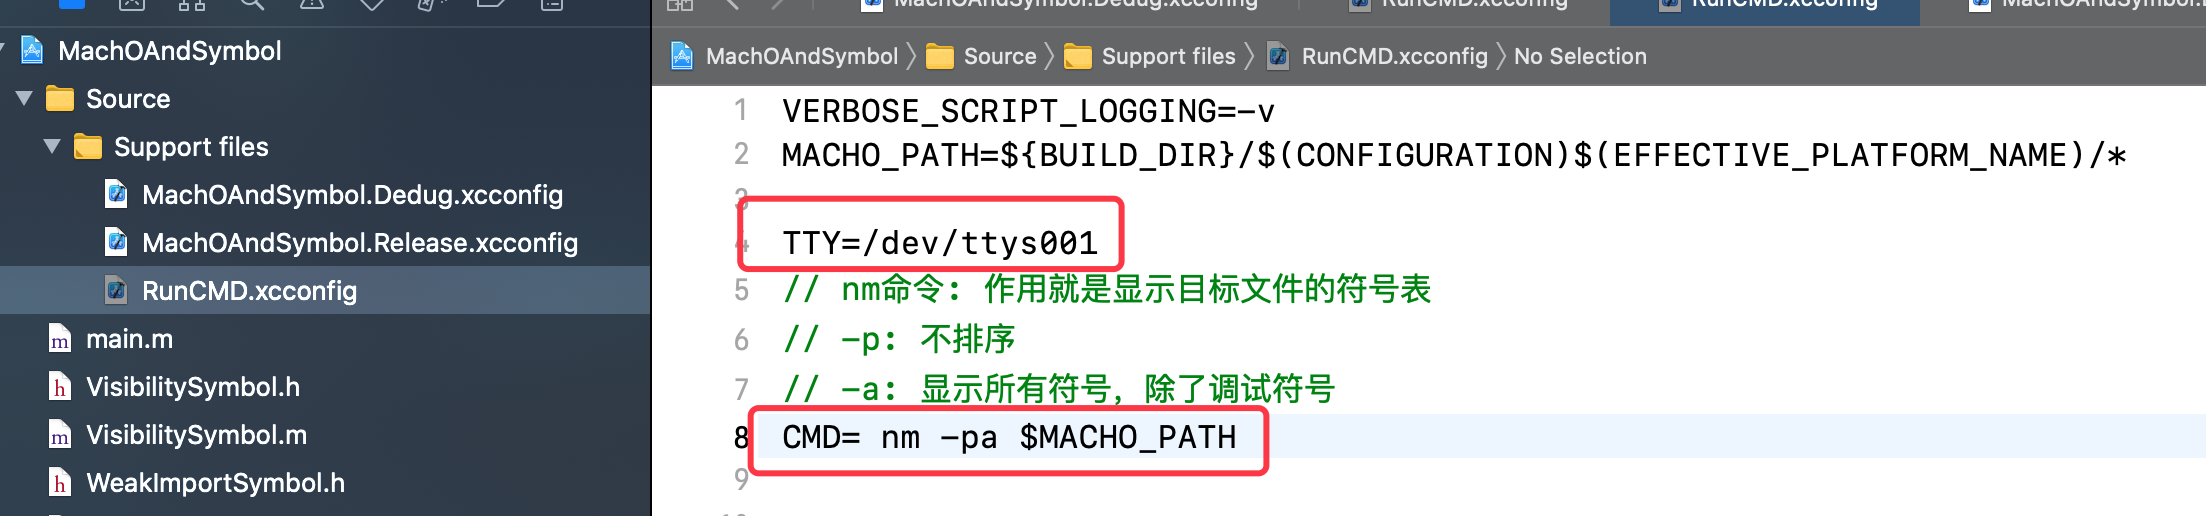 MachOAndSymbol.Dedug.xcconfig
RunCMD.xcconfig
RunCMD.xcconfig
MachOAndSymbol
MachOAndSymbol
Source
Support files
MachOAndSymbol.Dedug.xcconfig
MachOAndSymbol.Release.xcconfig
RunCMD.xcconfig
main.m
VisibilitySymbol.h
VisibilitySymbol.m
WeakImportSymbol.h
MachOAndSymbol 〉 Source 〉 Support files 〉 RunCMD.xcconfig 〉 No Selection
1 VERBOSE_SCRIPT_LOGGING=-v
2 MACHO_PATH=${BUILD_DIR}/$(CONFIGURATION)$(EFFECTIVE_PLATFORM_NAME)/*
3
4 TTY=/dev/ttys001
5 // nm命令: 作用就是显示目标文件的符号表
6 // -p: 不排序
7 // -a: 显示所有符号，除了调试符号
8 CMD= nm -pa $MACHO_PATH
9